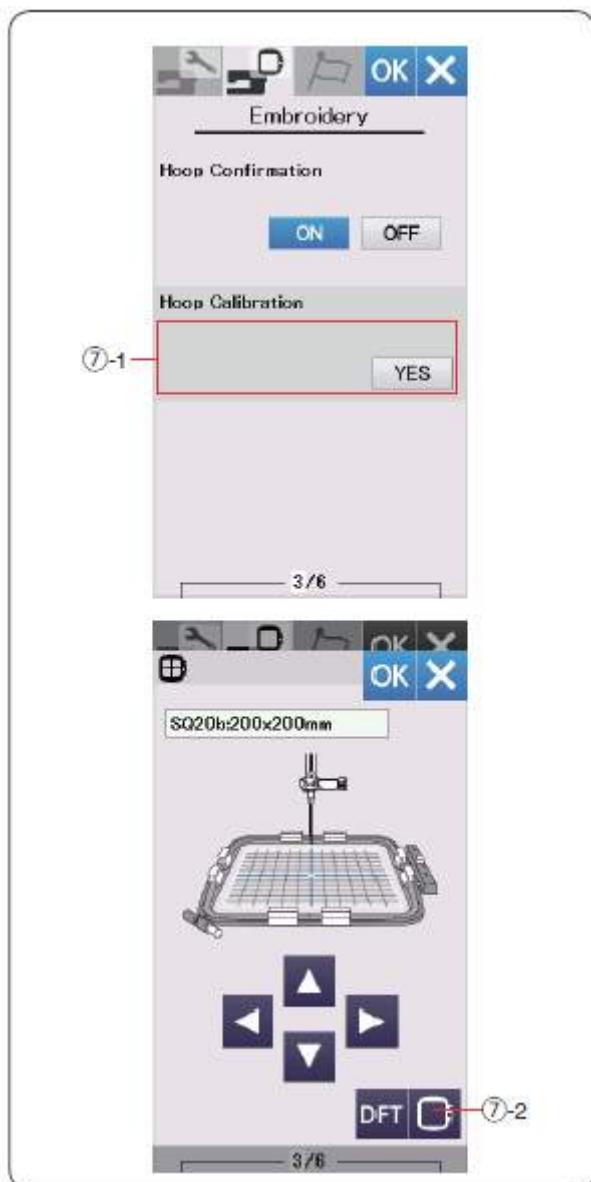 OK X
Embroidery
Hoop Confirmation
ON OFF
Hoop Calibration
⑦-1
YES
3/6
OK X
OK X
SQ20b:200x200mm
DFT
⑦-2
3/6